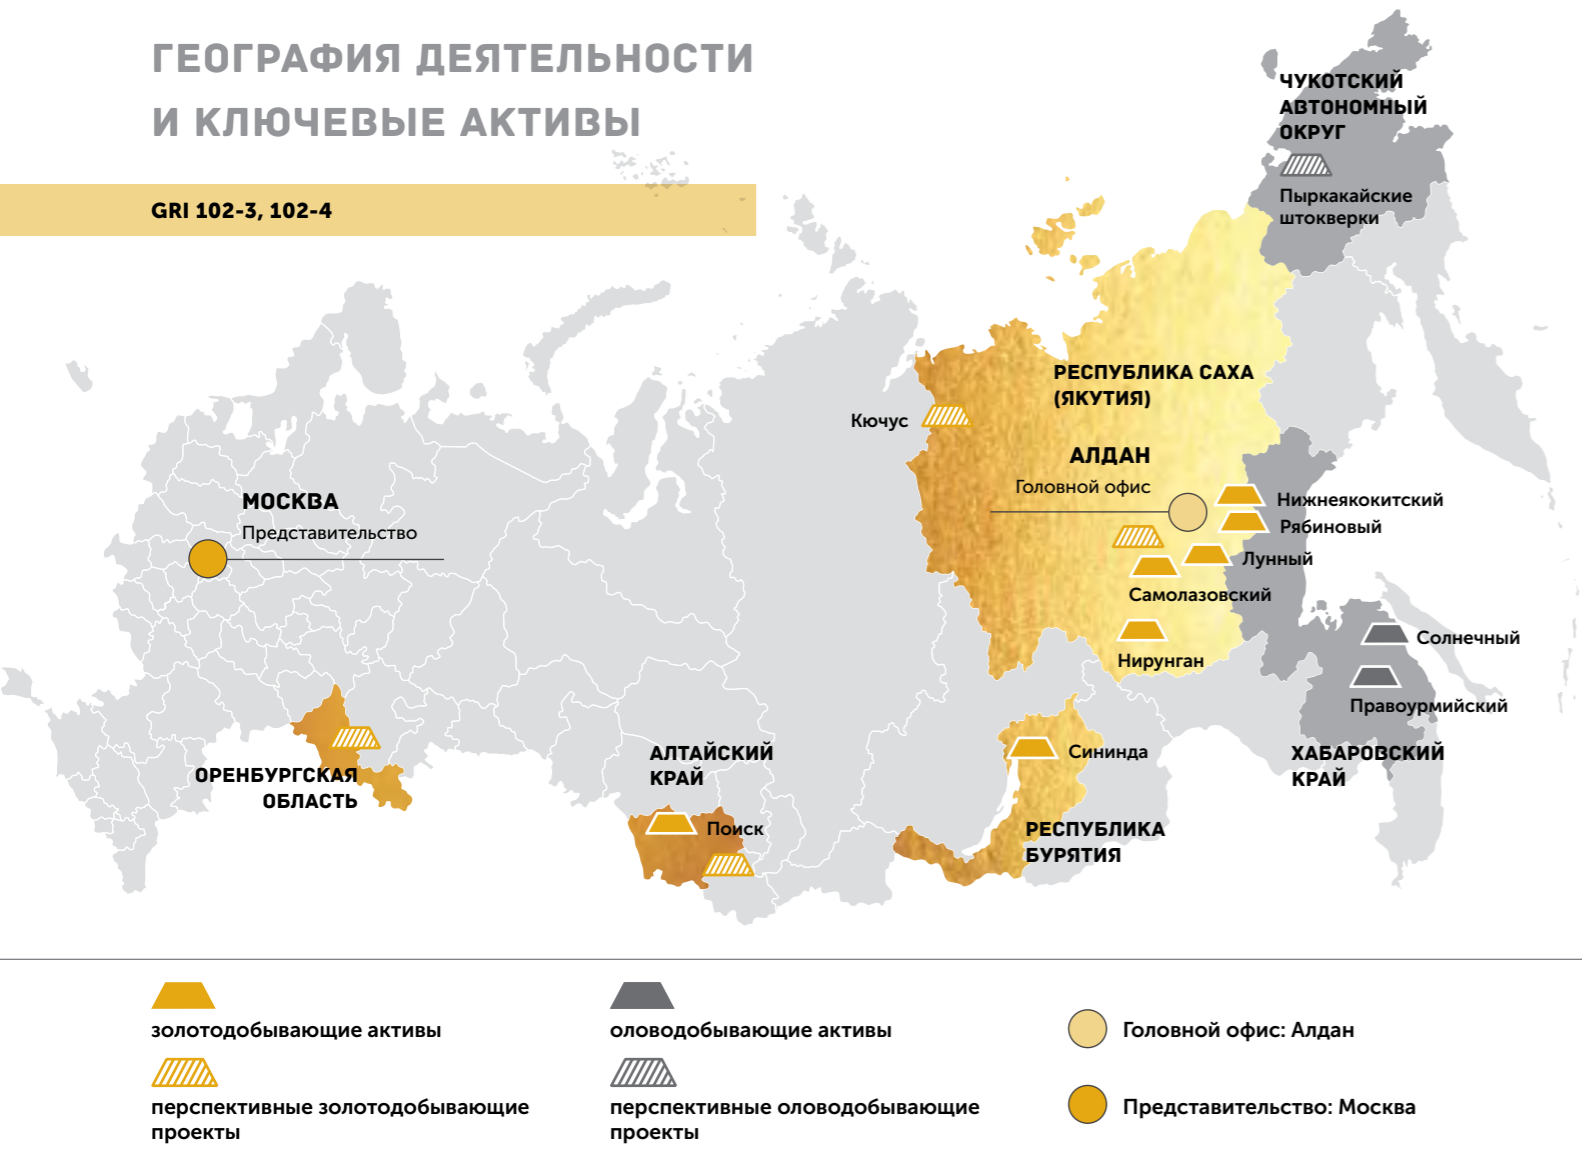 ГЕОГРАФИЯ ДЕЯТЕЛЬНОСТИ
И КЛЮЧЕВЫЕ АКТИВЫ
GRI 102-3, 102-4
ЧУКОТСКИЙ
АВТОНОМНЫЙ
ОКРУГ
Пыркакайские
штокверки
РЕСПУБЛИКА САХА
(ЯКУТИЯ)
Кючус
АЛДАН
Головной офис
МОСКВА
Представительство
Нижнеякокитский
Рябиновый
Лунный
Самолазовский
Нирунган
Солнечный
Правоурмийский
ХАБАРОВСКИЙ
КРАЙ
Сининда
РЕСПУБЛИКА
БУРЯТИЯ
АЛТАЙСКИЙ
КРАЙ
Поиск
ОРЕНБУРГСКАЯ
ОБЛАСТЬ
золотодобывающие активы
перспективные золотодобывающие
проекты
оловодобывающие активы
перспективные оловодобывающие
проекты
Головной офис: Алдан
Представительство: Москва